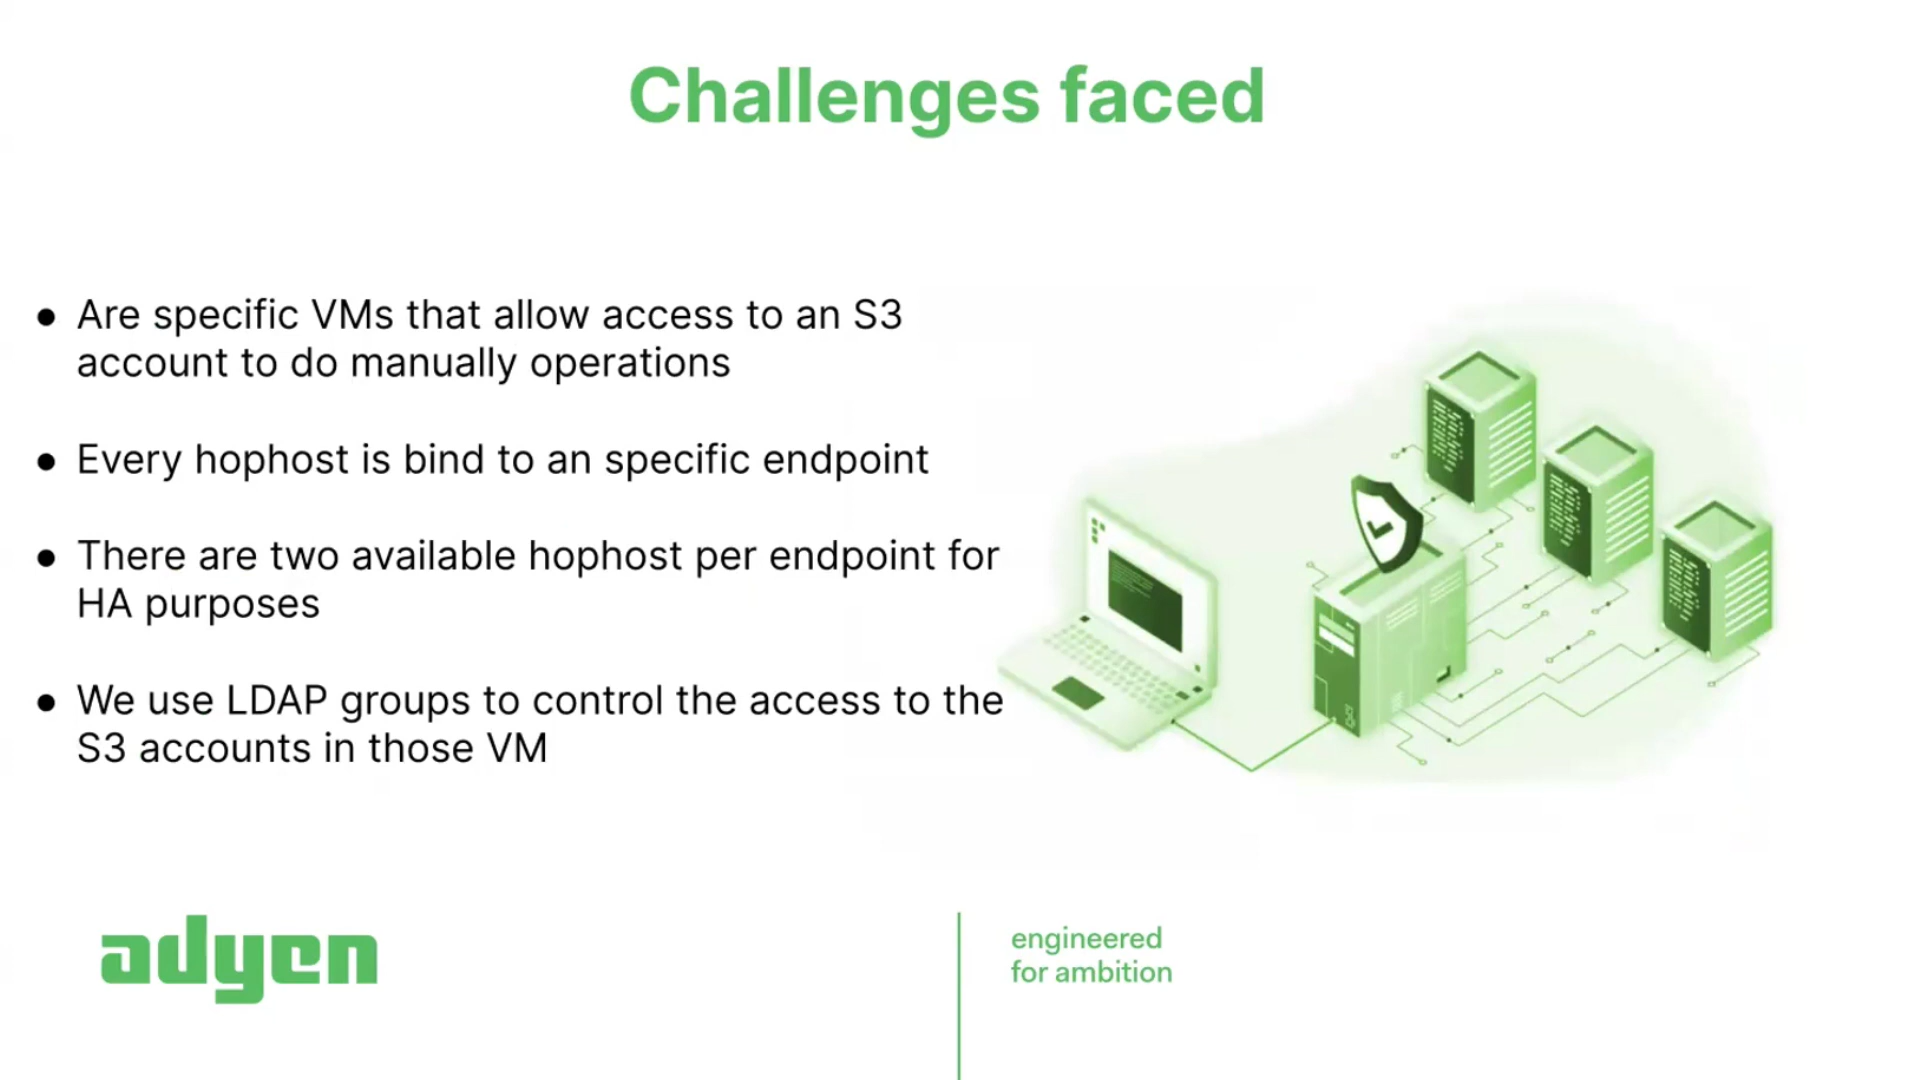 Challenges faced
● Are specific VMs that allow access to an S3
account to do manually operations
● Every hophost is bind to an specific endpoint
● There are two available hophost per endpoint for
HA purposes
● We use LDAP groups to control the access to the
S3 accounts in those VM
adyen
engineered
for ambition